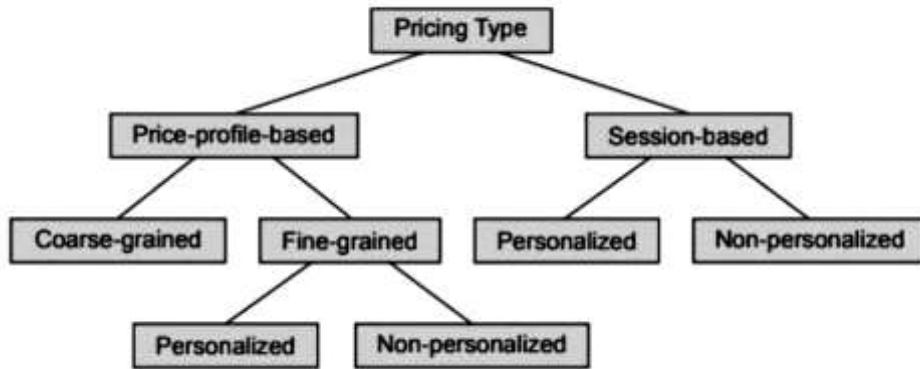 Pricing Type
Price-profile-based
Session-based
Coarse-grained
Fine-grained
Personalized
Non-personalized
Personalized
Non-personalized